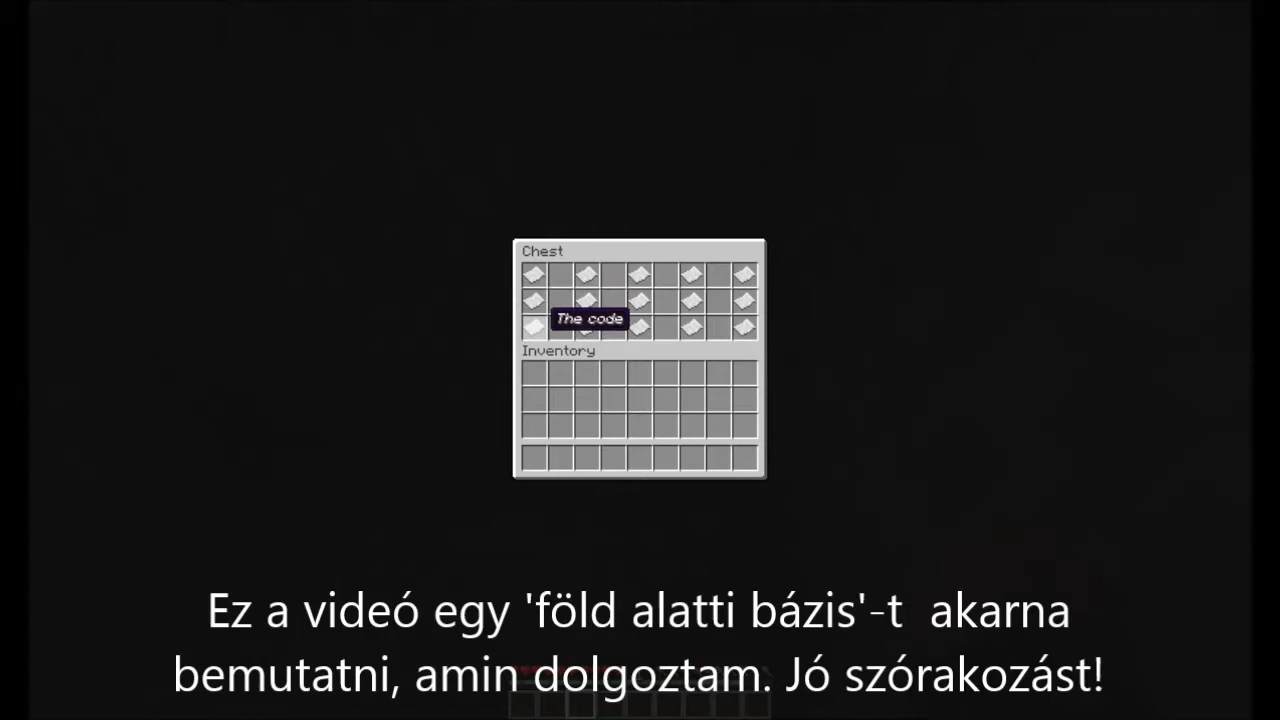 Chest
The code
Inventory
Ez a videó egy 'föld alatti bázis'-t  akarna
bemutatni, amin dolgoztam. Jó szórakozást!